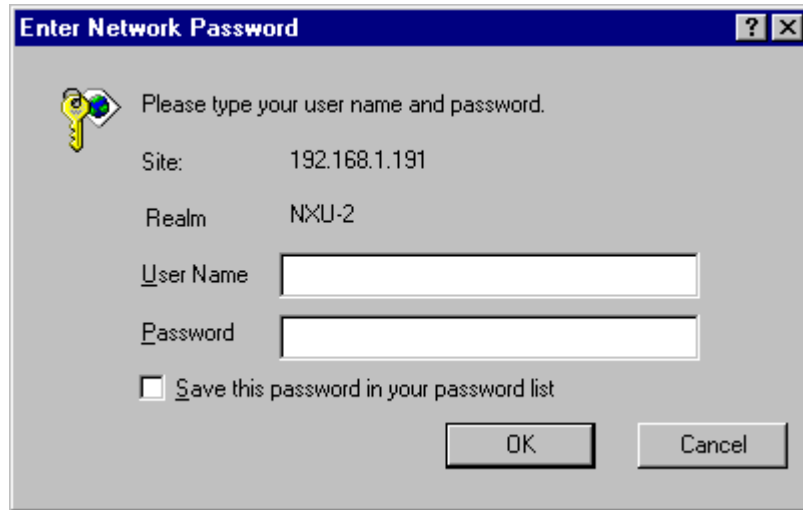 Enter Network Password
Please type your user name and password.
Site: 192.168.1.191
Realm NXU-2
User Name
Password
Save this password in your password list
OK Cancel